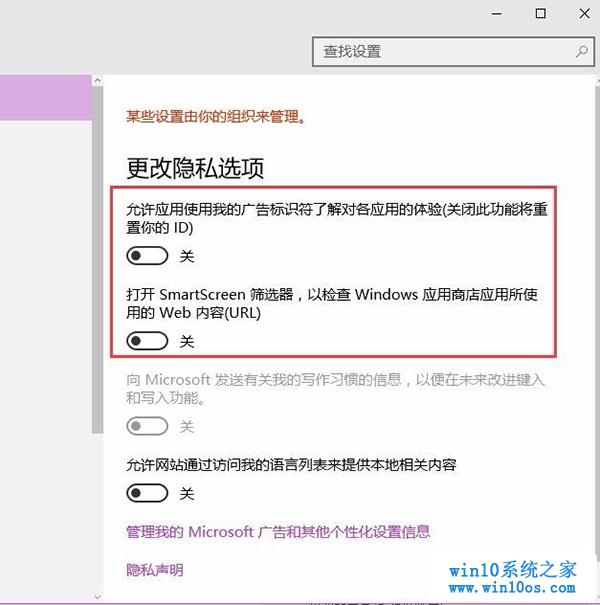 查找设置
某些设置由你的组织来管理。
更改隐私选项
允许应用使用我的广告标识符了解对各应用的体验(关闭此功能将重
置你的 ID)
关
打开 SmartScreen 筛选器，以检查 Windows 应用商店应用所使
用的 Web 内容(URL)
关
向 Microsoft 发送有关我的写作习惯的信息，以便在未来改进键入
和写入功能。
关
允许网站通过访问我的语言列表来提供本地相关内容
关
管理我的 Microsoft 广告和其他个性化设置信息
隐私声明
win10系统之家
www.win10os.com